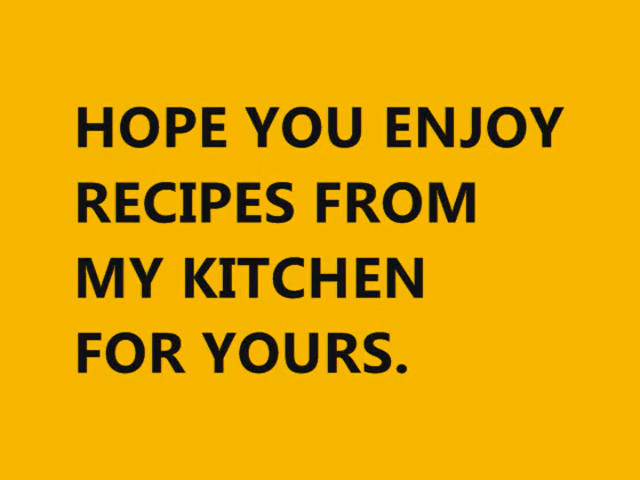 HOPE YOU ENJOY
RECIPES FROM
MY KITCHEN
FOR YOURS.